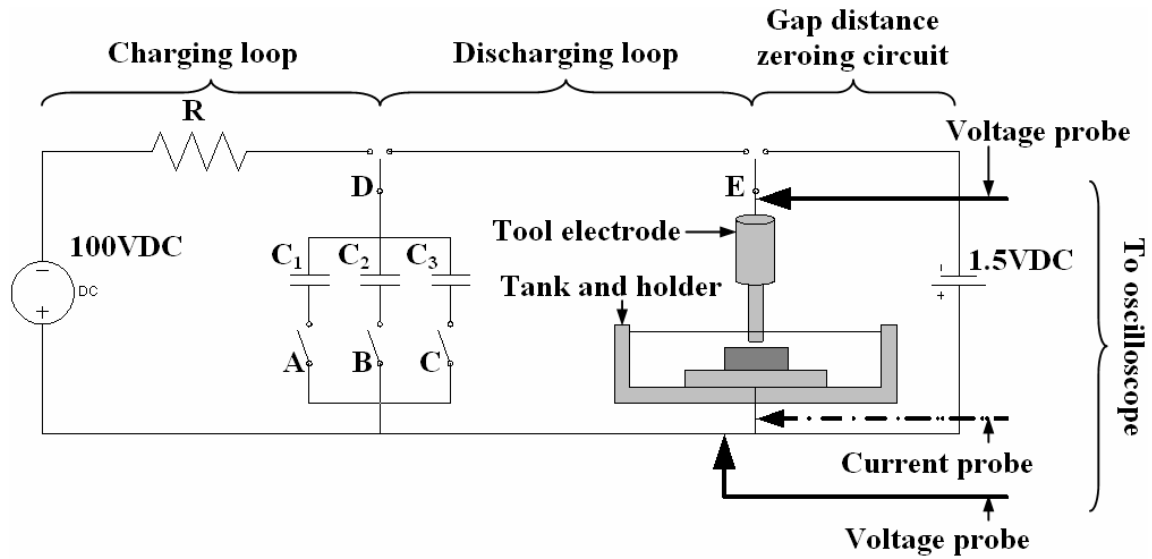 Charging loop
Discharging loop
Gap distance
zeroing circuit
R
Voltage probe
D
E
Tool electrode
100VDC
C1
C2
C3
1.5VDC
Tank and holder
DC
A
B
C
To oscilloscope
Current probe
Voltage probe